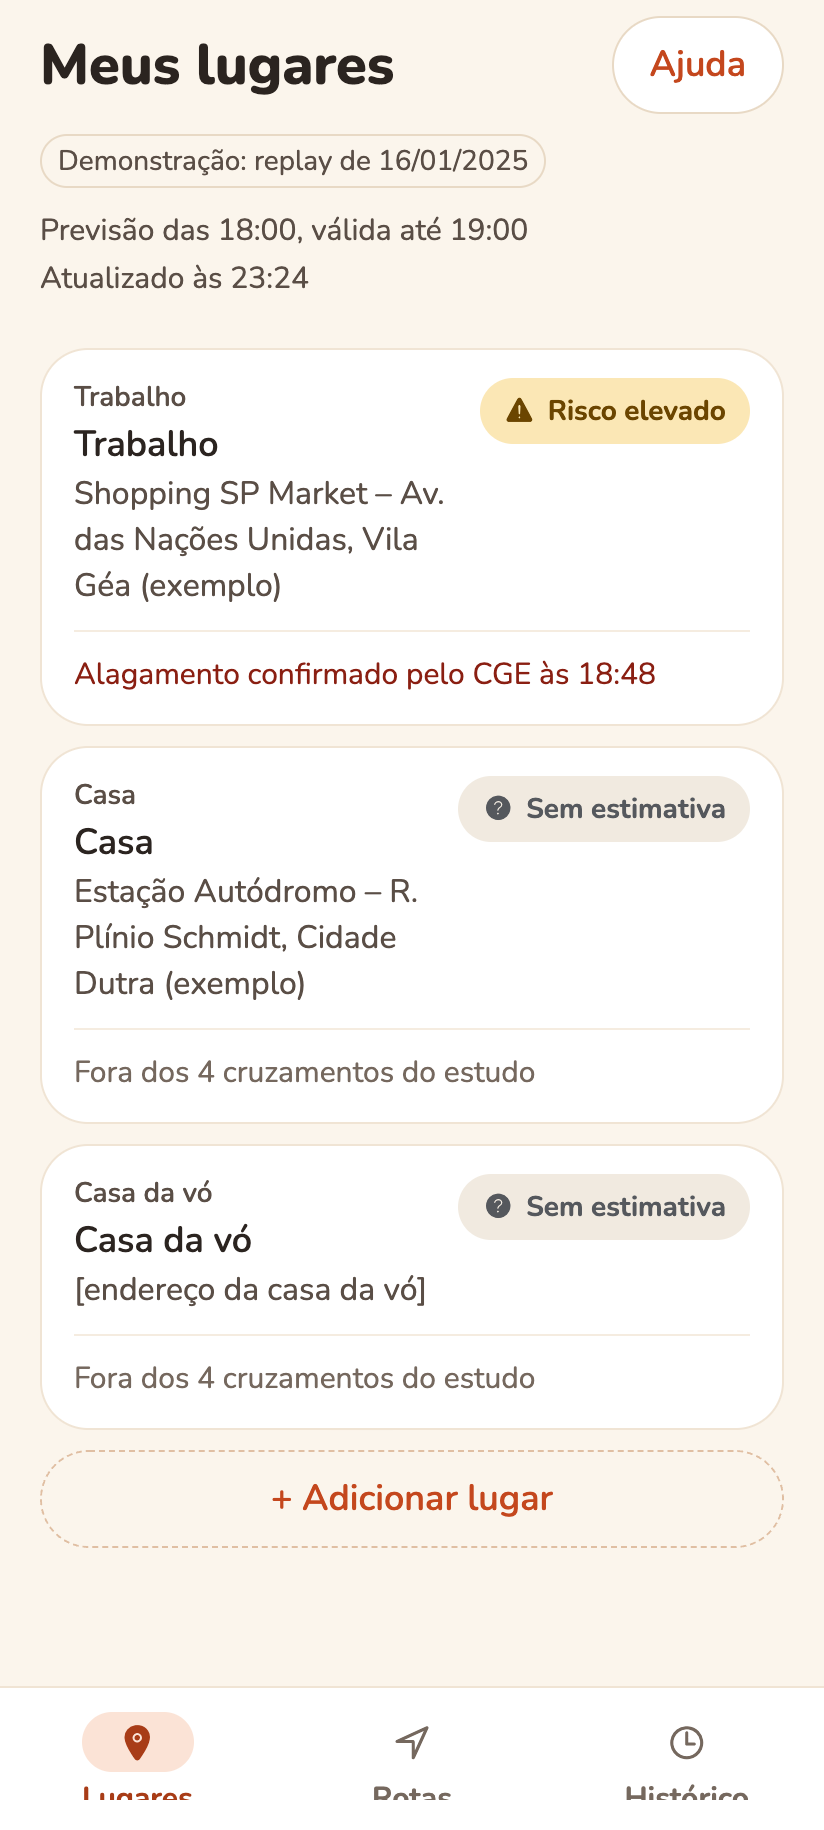 Meus lugares
Ajuda
Demonstração: replay de 16/01/2025
Previsão das 18:00, válida até 19:00
Atualizado às 23:24
Trabalho
Risco elevado
Trabalho
Shopping SP Market – Av.
das Nações Unidas, Vila
Géa (exemplo)
Alagamento confirmado pelo CGE às 18:48
Casa
Sem estimativa
Casa
Estação Autódromo – R.
Plínio Schmidt, Cidade
Dutra (exemplo)
Fora dos 4 cruzamentos do estudo
Casa da vó
Sem estimativa
Casa da vó
[endereço da casa da vó]
Fora dos 4 cruzamentos do estudo
+ Adicionar lugar
Lugares
Rotas
Histórico